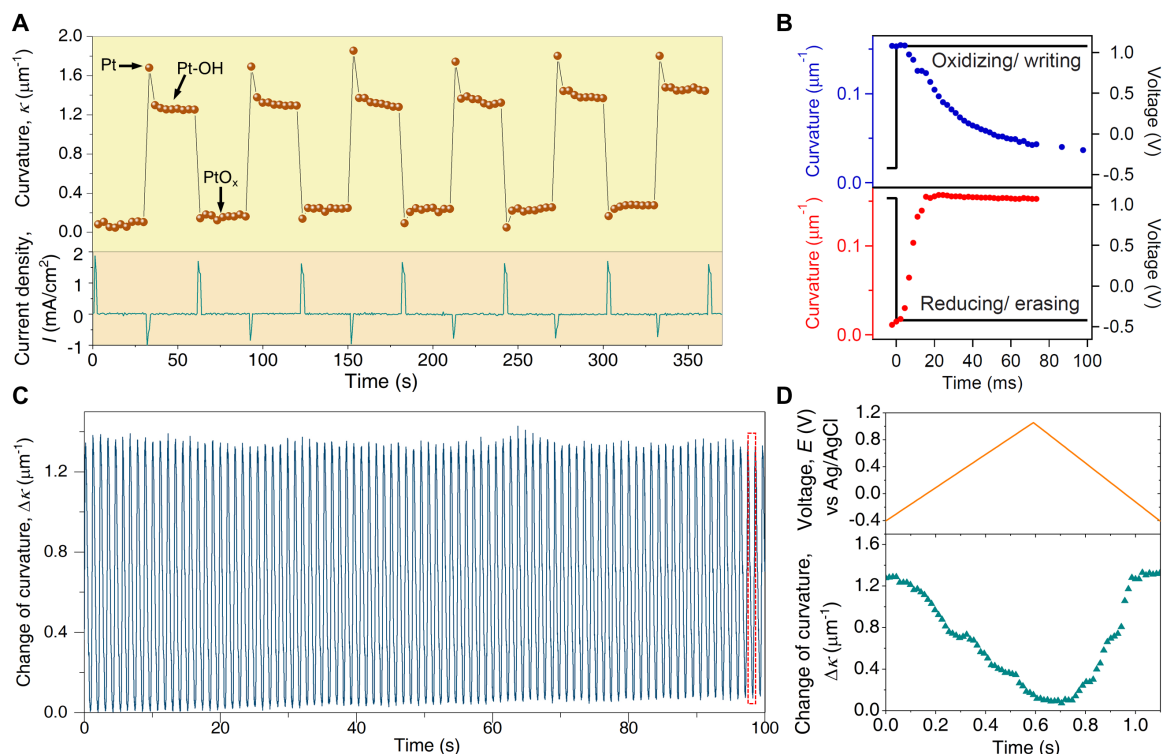 A
Curvature, κ (μm⁻¹)
2.0
1.6
1.2
0.8
0.4
0.0
Pt
Pt-OH
PtOₓ
Current density,
I (mA/cm²)
2
1
0
-1
0 50 100 150 200 250 300 350
Time (s)
B
Curvature (μm⁻¹)
0.1
0.0
Oxidizing/ writing
1.0
0.0
-0.5
Voltage (V)
Curvature (μm⁻¹)
0.1
0.0
Reducing/ erasing
1.0
0.0
-0.5
Voltage (V)
0 20 40 60 80 100
Time (ms)
C
Change of curvature, Δκ (μm⁻¹)
1.2
0.8
0.4
0.0
0 20 40 60 80 100
Time (s)
D
Voltage, E (V)
vs Ag/AgCl
1.2
0.8
0.4
0.0
-0.4
Change of curvature,
Δκ (μm⁻¹)
1.6
1.2
0.8
0.4
0.0
0.0 0.2 0.4 0.6 0.8 1.0
Time (s)